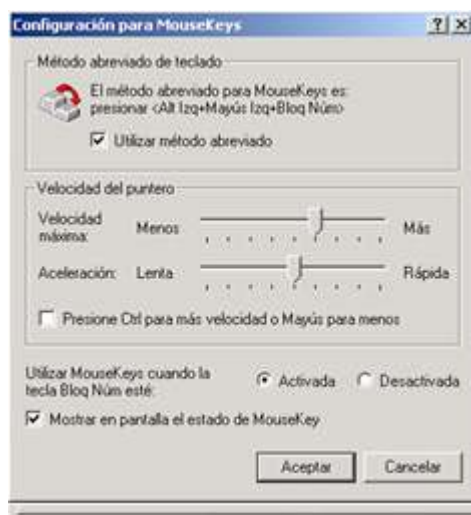 Configuración para MouseKeys
Método abreviado de teclado
El método abreviado para MouseKeys es:
presionar <Alt Izq+Mayús Izq+Bloq Núm>
Utilizar método abreviado
Velocidad del puntero
Velocidad
máxima:
Menos
Más
Aceleración:
Lenta
Rápida
Presione Ctrl para más velocidad o Mayús para menos
Utilizar MouseKeys cuando la
tecla Bloq Núm esté:
Activada
Desactivada
Mostrar en pantalla el estado de MouseKey
Aceptar
Cancelar